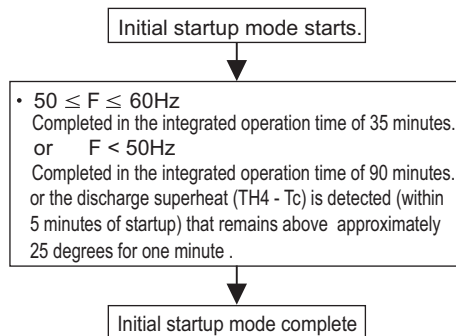 Initial startup mode starts.
• 50 ≤ F ≤ 60Hz
Completed in the integrated operation time of 35 minutes.
or F < 50Hz
Completed in the integrated operation time of 90 minutes.
or the discharge superheat (TH4 - Tc) is detected (within
5 minutes of startup) that remains above approximately
25 degrees for one minute .
Initial startup mode complete